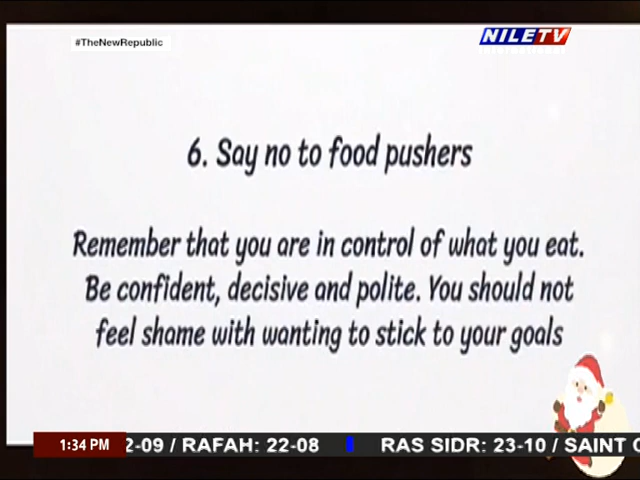 #TheNewRepublic
NILETV
6. Say no to food pushers
Remember that you are in control of what you eat.
Be confident, decisive and polite. You should not
feel shame with wanting to stick to your goals
1:34 PM 2-09 / RAFAH: 22-08 RAS SIDR: 23-10 / SAINT C